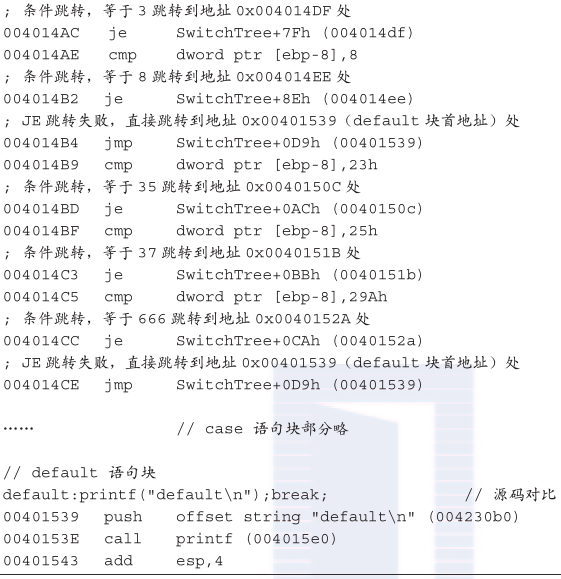 ; 条件跳转，等于 3 跳转到地址 0x004014DF 处
004014AC je SwitchTree+7Fh (004014df)
004014AE cmp dword ptr [ebp-8],8
; 条件跳转，等于 8 跳转到地址 0x004014EE 处
004014B2 je SwitchTree+8Eh (004014ee)
; JE 跳转失败，直接跳转到地址 0x00401539（default 块首地址）处
004014B4 jmp SwitchTree+0D9h (00401539)
004014B9 cmp dword ptr [ebp-8],23h
; 条件跳转，等于 35 跳转到地址 0x0040150C 处
004014BD je SwitchTree+0ACh (0040150c)
004014BF cmp dword ptr [ebp-8],25h
; 条件跳转，等于 37 跳转到地址 0x0040151B 处
004014C3 je SwitchTree+0BBh (0040151b)
004014C5 cmp dword ptr [ebp-8],29Ah
; 条件跳转，等于 666 跳转到地址 0x0040152A 处
004014CC je SwitchTree+0CAh (0040152a)
; JE 跳转失败，直接跳转到地址 0x00401539（default 块首地址）处
004014CE jmp SwitchTree+0D9h (00401539)
…… // case 语句块部分略
// default 语句块
default:printf("default\n");break; // 源码对比
00401539 push offset string "default\n" (004230b0)
0040153E call printf (004015e0)
00401543 add esp,4